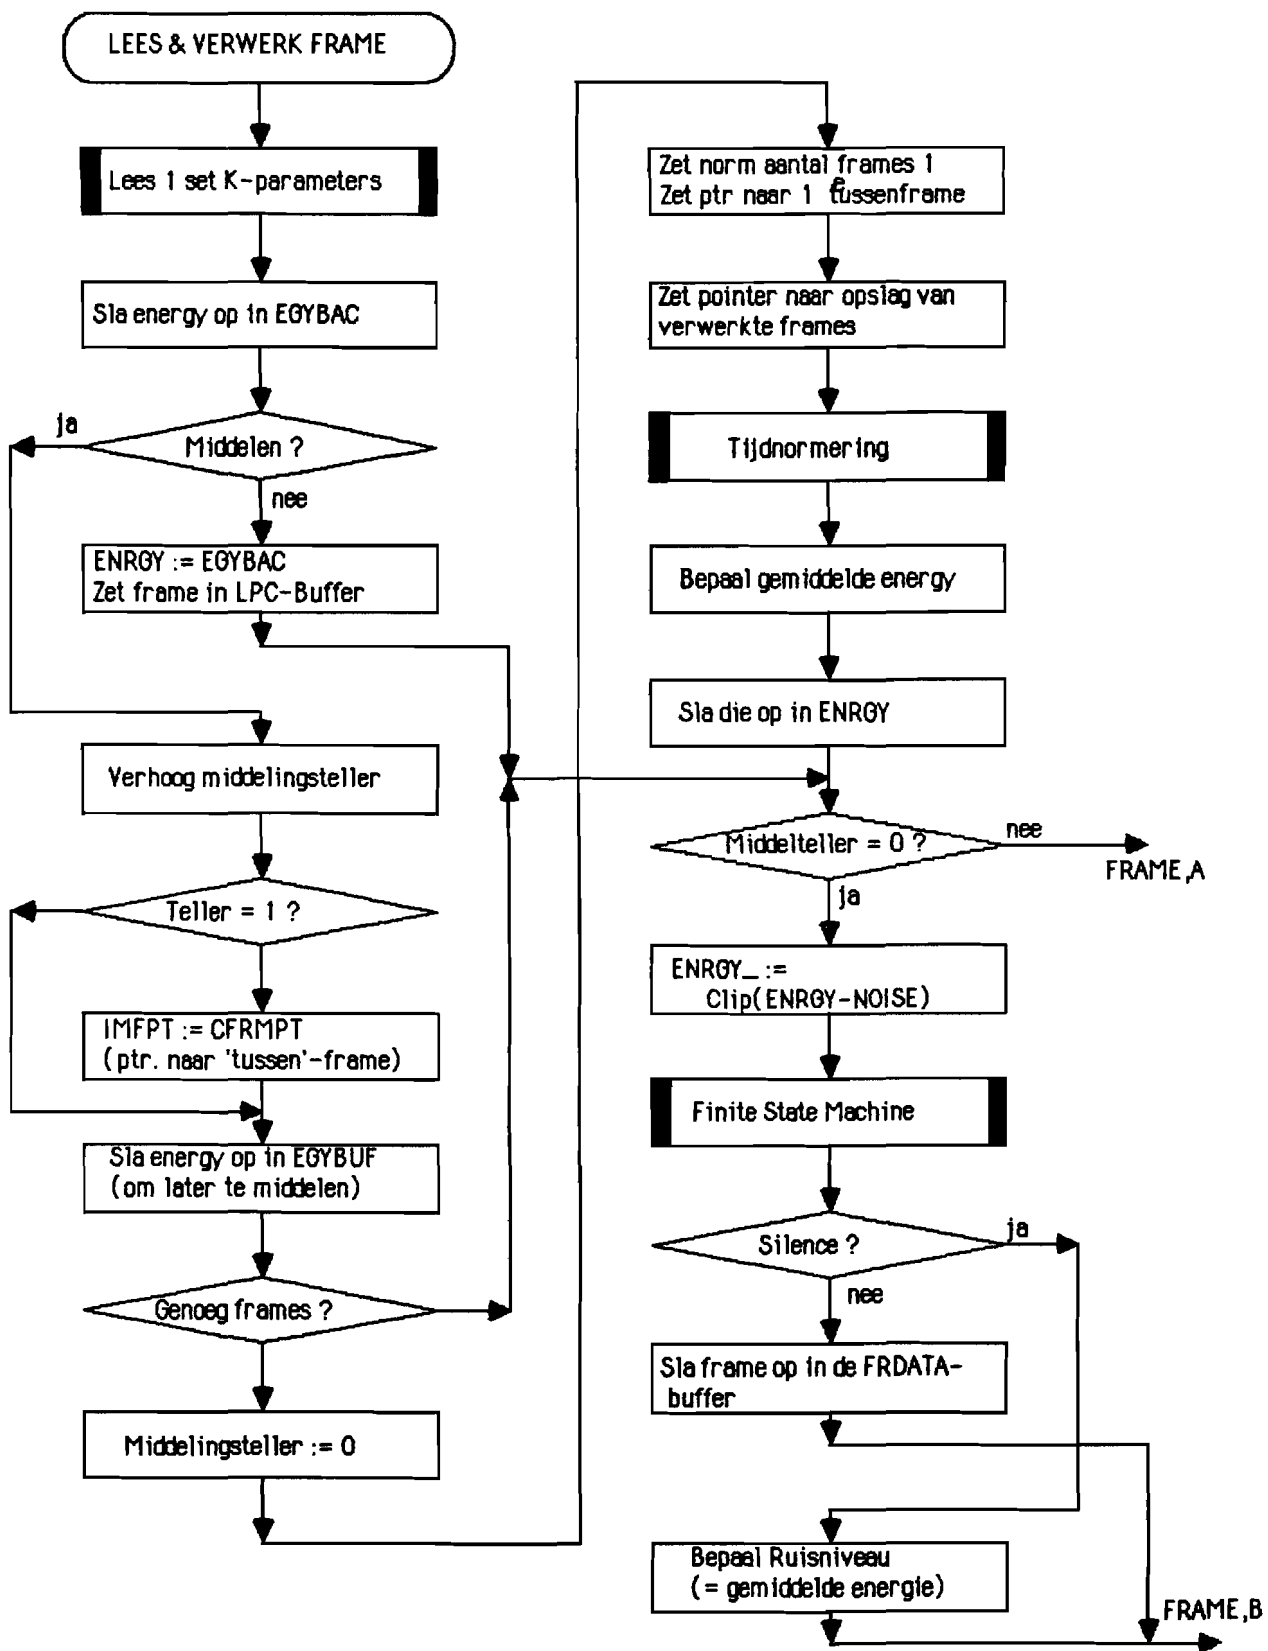 LEES & VERWERK FRAME
Lees 1 set K-parameters
Sla energy op in EGYBAC
ja
Middelen ?
nee
ENRGY := EGYBAC
Zet frame in LPC-Buffer
Verhoog middelingsteller
Teller = 1 ?
IMFPT := CFRMPT
(ptr. naar 'tussen'-frame)
Sla energy op in EGYBUF
(om later te middelen)
Genoeg frames ?
Middelingsteller := 0
Zet norm aantal frames 1
Zet ptr naar 1e tussenframe
Zet pointer naar opslag van
verwerkte frames
Tijdnormering
Bepaal gemiddelde energy
Sla die op in ENRGY
Middelteller = 0 ?
nee
FRAME,A
ja
ENRGY_ :=
Clip(ENRGY-NOISE)
Finite State Machine
Silence ?
ja
nee
Sla frame op in de FRDATA-
buffer
Bepaal Ruisniveau
(= gemiddelde energie)
FRAME,B